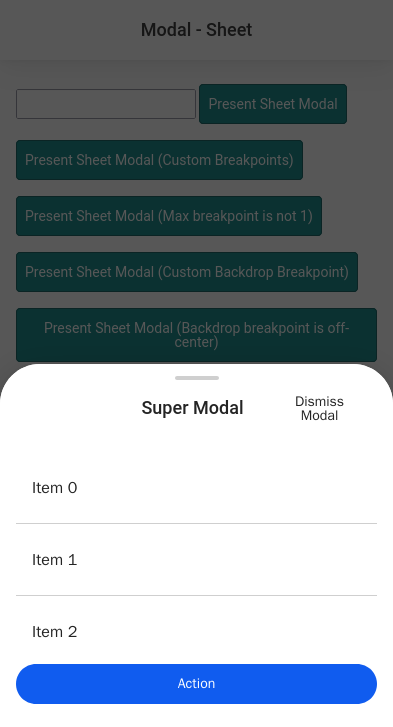 Modal - Sheet
Present Sheet Modal
Present Sheet Modal (Custom Breakpoints)
Present Sheet Modal (Max breakpoint is not 1)
Present Sheet Modal (Custom Backdrop Breakpoint)
Present Sheet Modal (Backdrop breakpoint is off-
center)
Super Modal
Dismiss
Modal
Item 0
Item 1
Item 2
Action